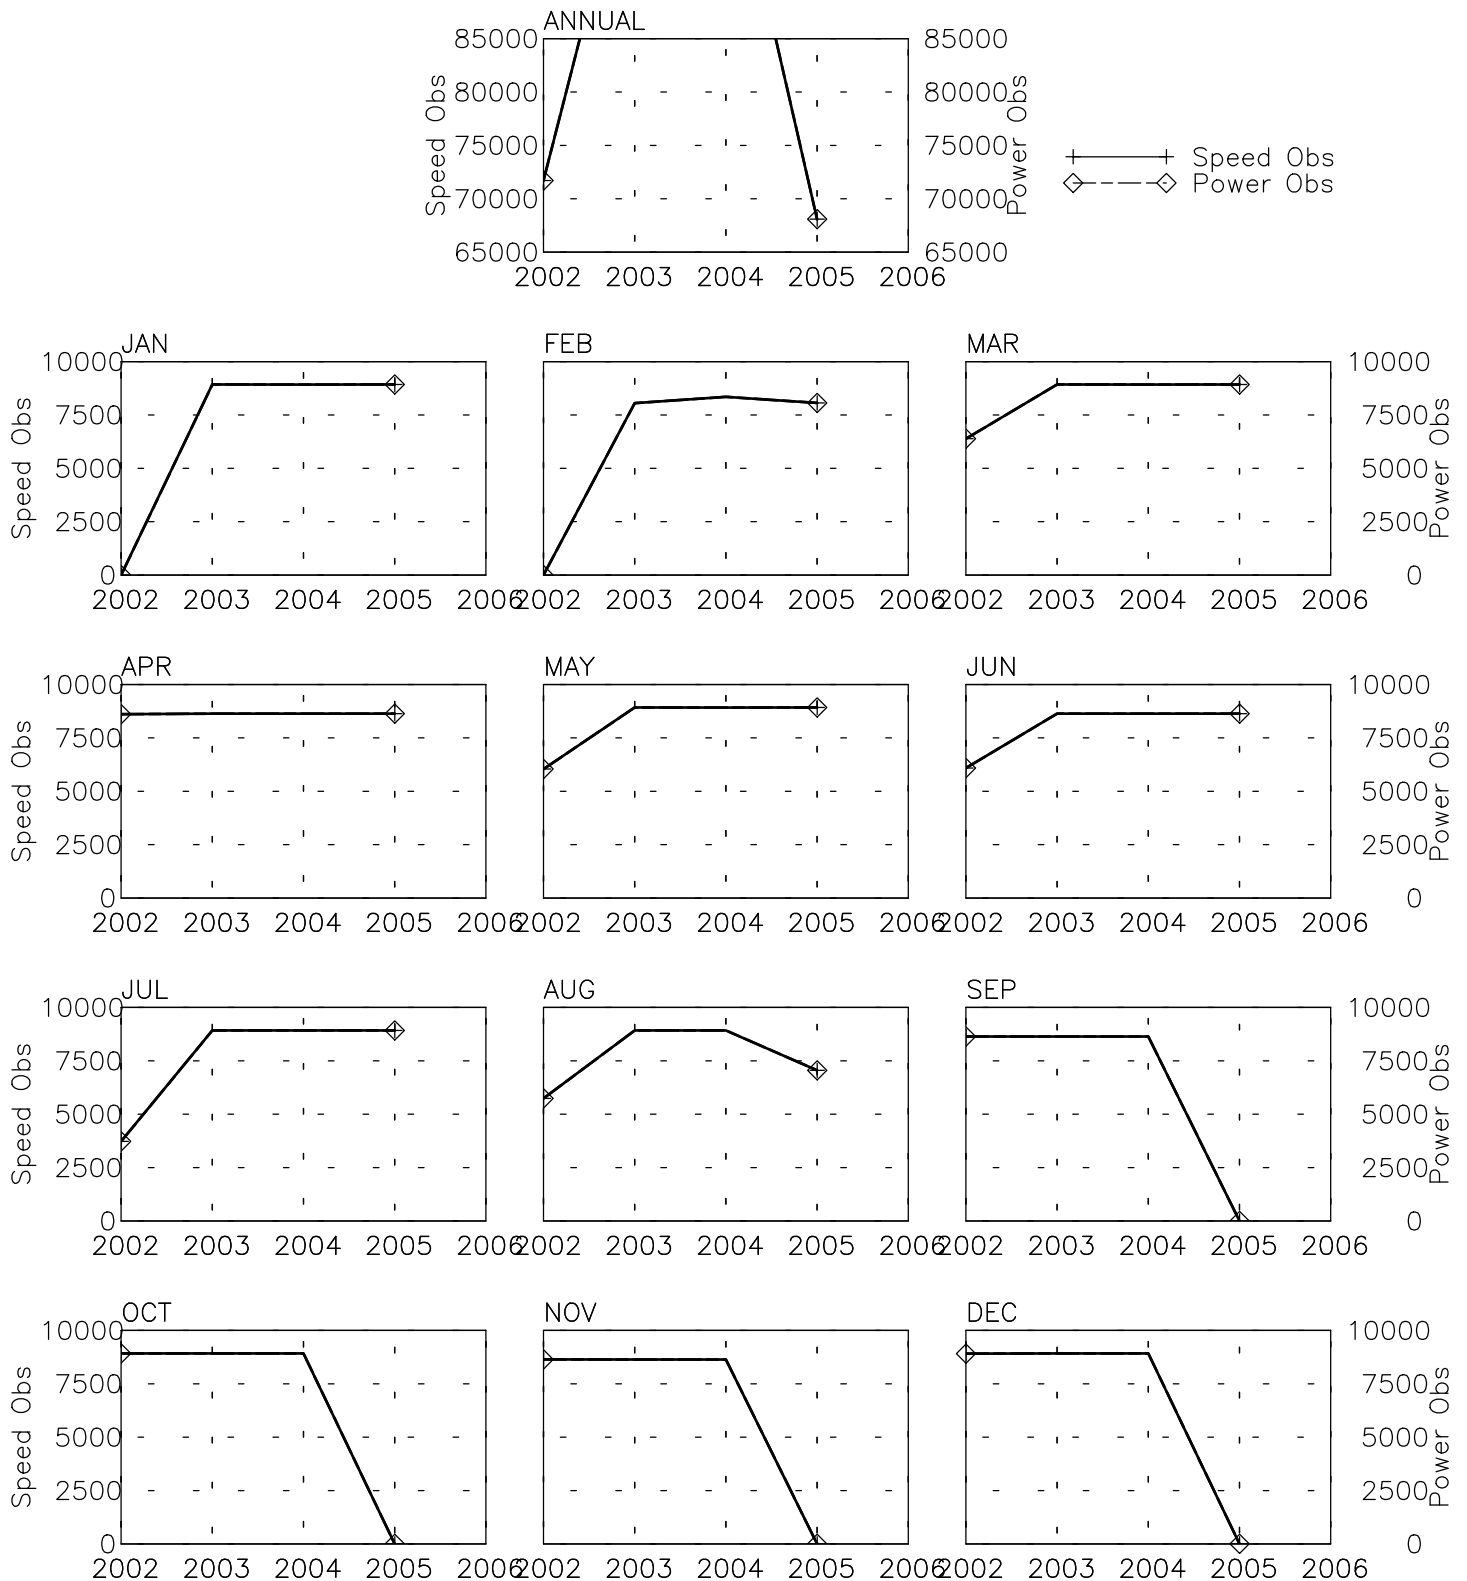 ANNUAL
85000 85000
80000 80000
75000 75000
70000 70000
65000 65000
Speed Obs
Power Obs
2002 2003 2004 2005 2006
Speed Obs
Power Obs
JAN FEB MAR
10000 10000
7500 7500
5000 5000
2500 2500
0 0
Speed Obs
Power Obs
2002 2003 2004 2005 2006 2002 2003 2004 2005 2006 2002 2003 2004 2005 2006
APR MAY JUN
10000 10000
7500 7500
5000 5000
2500 2500
0 0
Speed Obs
Power Obs
2002 2003 2004 2005 2006 2002 2003 2004 2005 2006 2002 2003 2004 2005 2006
JUL AUG SEP
10000 10000
7500 7500
5000 5000
2500 2500
0 0
Speed Obs
Power Obs
2002 2003 2004 2005 2006 2002 2003 2004 2005 2006 2002 2003 2004 2005 2006
OCT NOV DEC
10000 10000
7500 7500
5000 5000
2500 2500
0 0
Speed Obs
Power Obs
2002 2003 2004 2005 2006 2002 2003 2004 2005 2006 2002 2003 2004 2005 2006